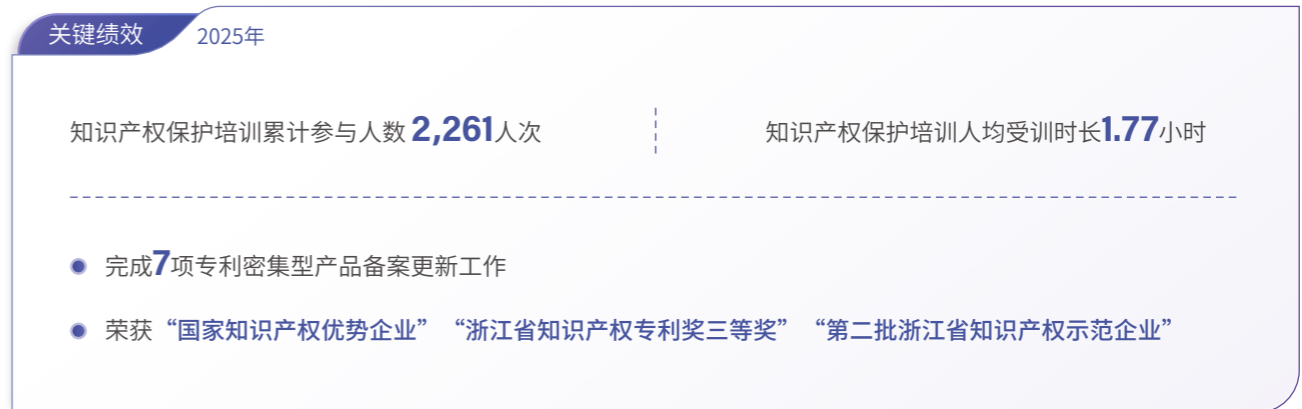 关键绩效 2025年
知识产权保护培训累计参与人数 2,261人次
知识产权保护培训人均受训时长1.77小时
完成7项专利密集型产品备案更新工作
荣获“国家知识产权优势企业” “浙江省知识产权专利奖三等奖” “第二批浙江省知识产权示范企业”